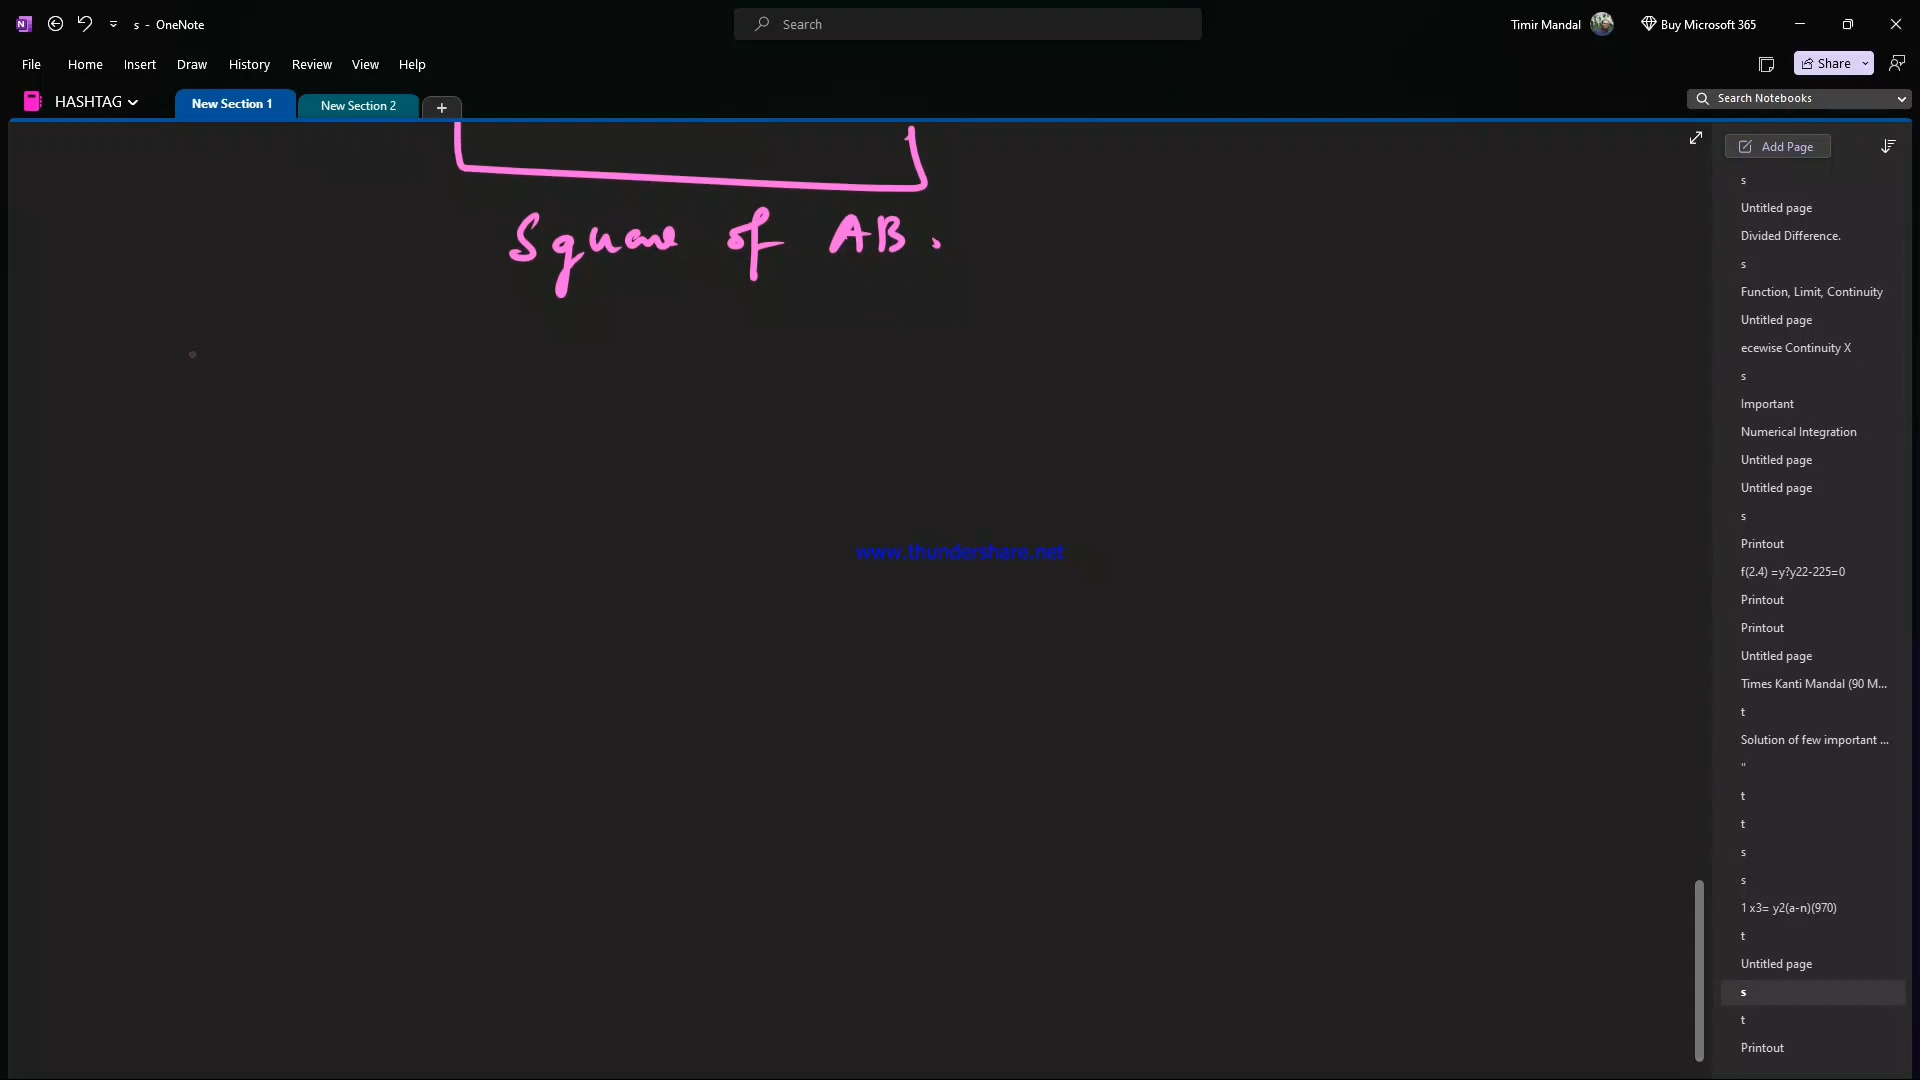 s - OneNote
Search
Timir Mandal
Buy Microsoft 365
File Home Insert Draw History Review View Help
Share
HASHTAG
New Section 1
New Section 2
+
Search Notebooks
Add Page
Square of AB.
www.thundershare.net
s
Untitled page
Divided Difference.
s
Function, Limit, Continuity
Untitled page
ecewise Continuity X
s
Important
Numerical Integration
Untitled page
Untitled page
s
Printout
f(2.4) =y?y22-225=0
Printout
Printout
Untitled page
Times Kanti Mandal (90 M...
t
Solution of few important ...
"
t
t
s
s
1 x3= y2(a-n)(970)
t
Untitled page
s
t
Printout